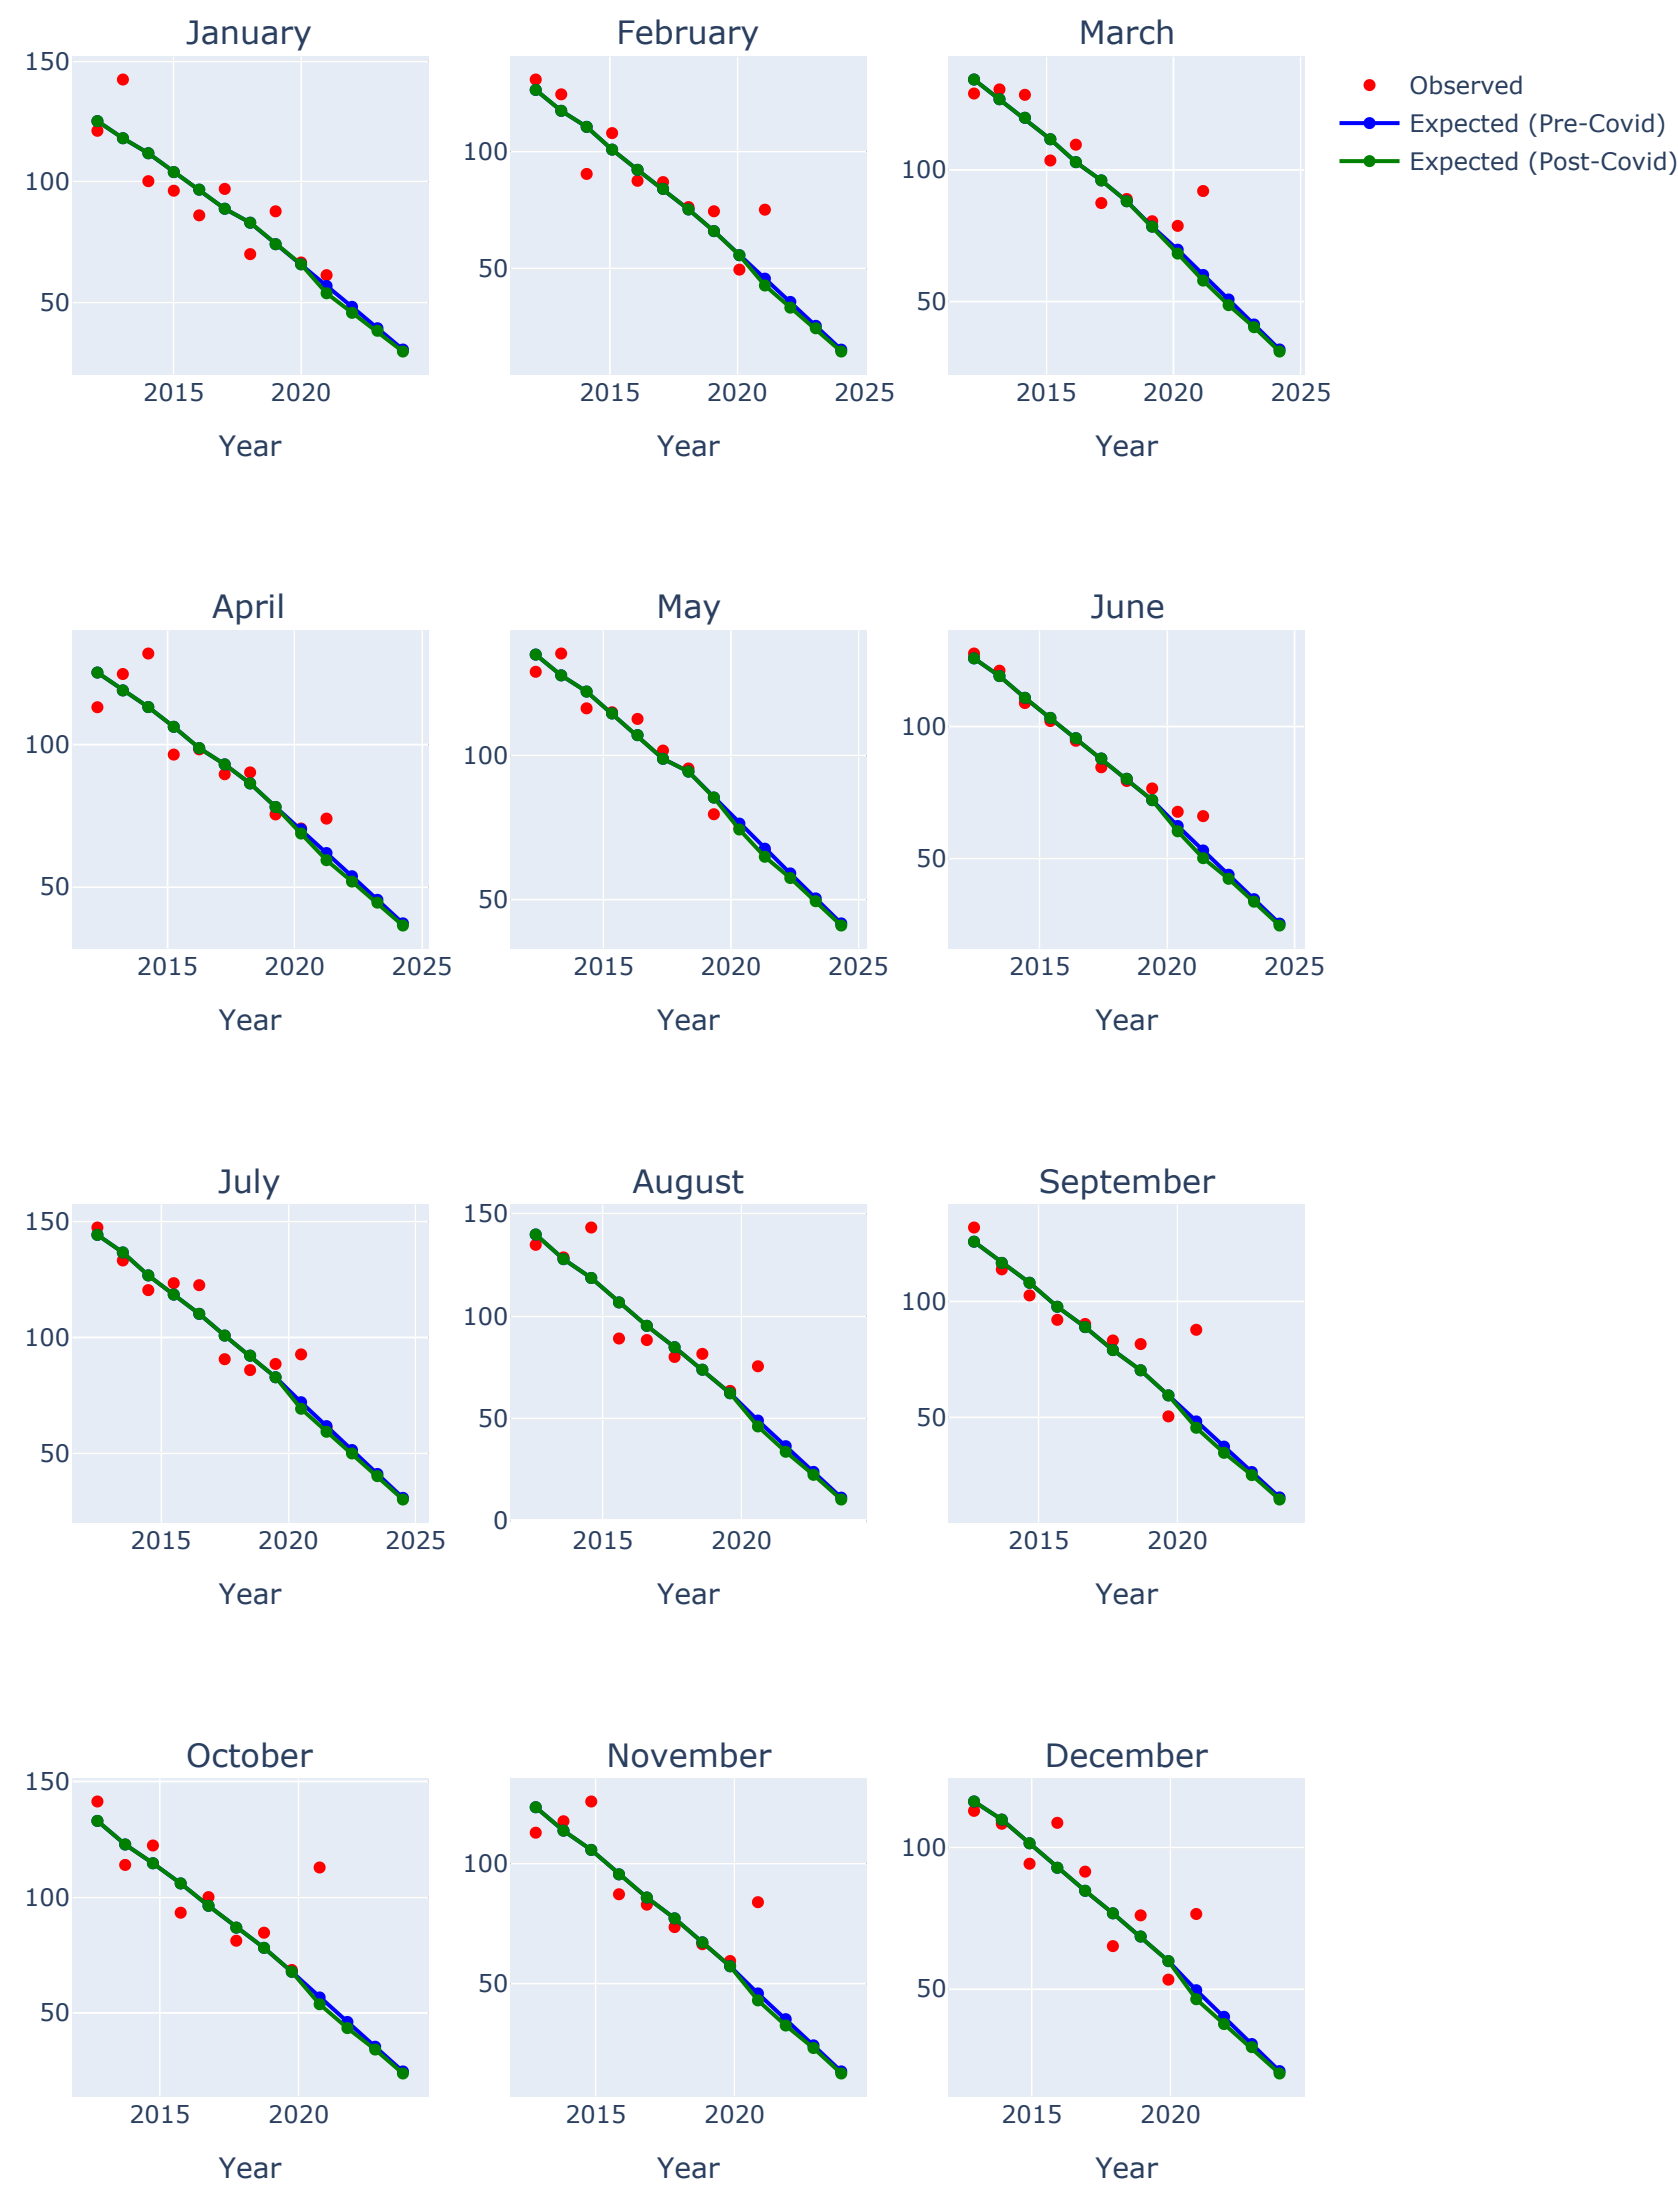 January
February
March
Observed
Expected (Pre-Covid)
Expected (Post-Covid)
150
100
50
2015
2020
Year
100
50
2015
2020
2025
Year
100
50
2015
2020
2025
Year
April
May
June
100
50
2015
2020
2025
Year
100
50
2015
2020
2025
Year
100
50
2015
2020
2025
Year
July
August
September
150
100
50
2015
2020
2025
Year
150
100
50
0
2015
2020
Year
100
50
2015
2020
Year
October
November
December
150
100
50
2015
2020
Year
100
50
2015
2020
Year
100
50
2015
2020
Year